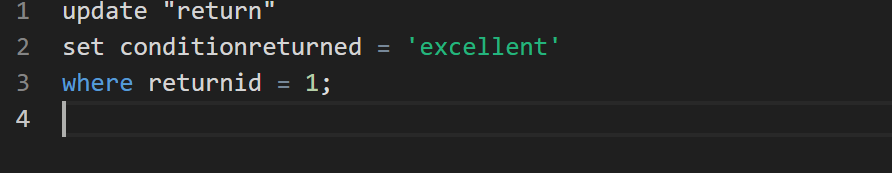 1 update "return"
2 set conditionreturned = 'excellent'
3 where returnid = 1;
4